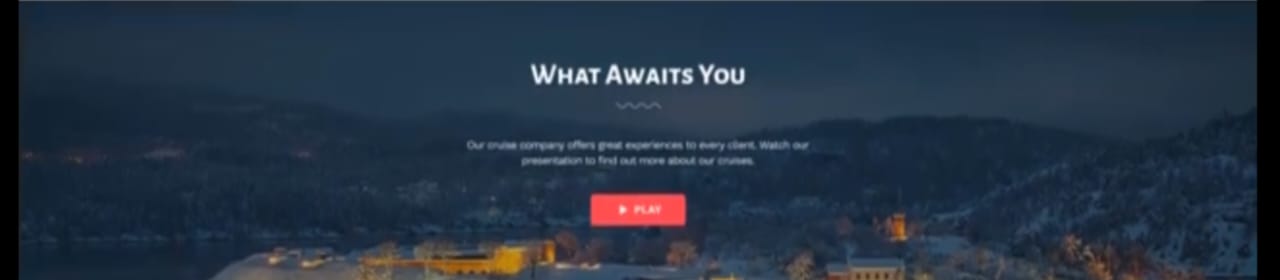 What Awaits You
Our cruise company offers great experiences to every client. Watch our
presentation to find out more about our cruises.
PLAY